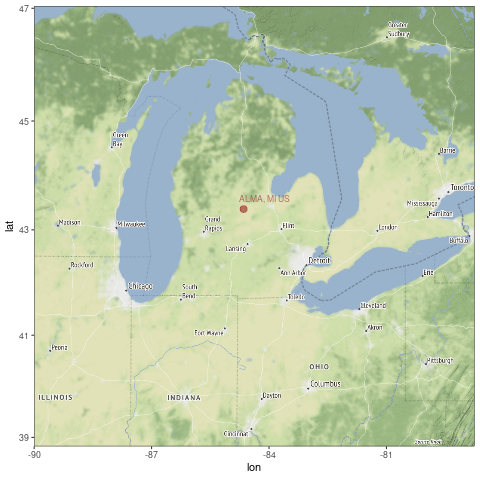 47
45
43
41
39
lat
-90
-87
-84
-81
lon
Greater
Sudbury
Green
Bay
Barrie
Toronto
Mississauga
Hamilton
ALMA, MI US
Madison
Milwaukee
Grand
Rapids
Flint
London
Buffalo
Lansing
Rockford
Ann Arbor
Detroit
Erie
Chicago
South
Bend
Toledo
Cleveland
Fort Wayne
Akron
Peoria
Pittsburgh
OHIO
Columbus
ILLINOIS
INDIANA
Dayton
Cincinnati